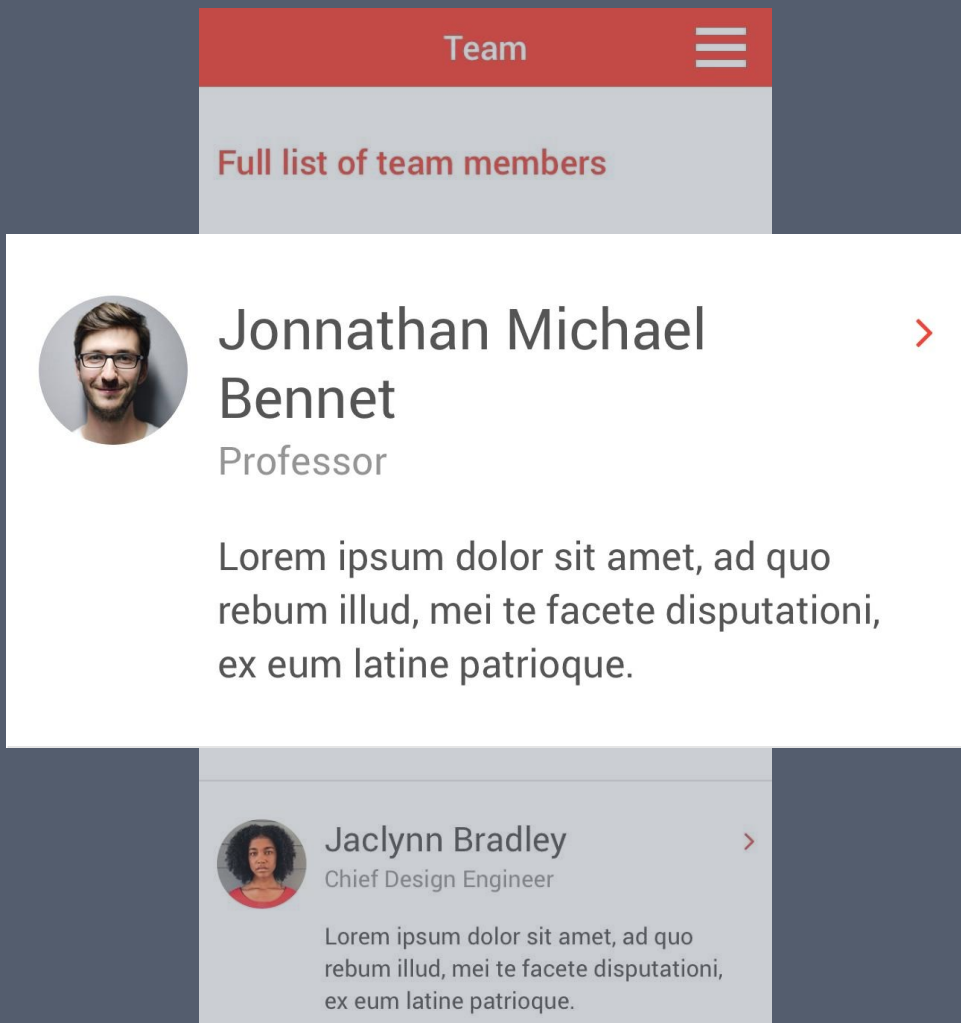 Team
Full list of team members
Jonnathan Michael
Bennet
Professor
Lorem ipsum dolor sit amet, ad quo
rebum illud, mei te facete disputationi,
ex eum latine patrioque.
Jaclynn Bradley
Chief Design Engineer
Lorem ipsum dolor sit amet, ad quo
rebum illud, mei te facete disputationi,
ex eum latine patrioque.